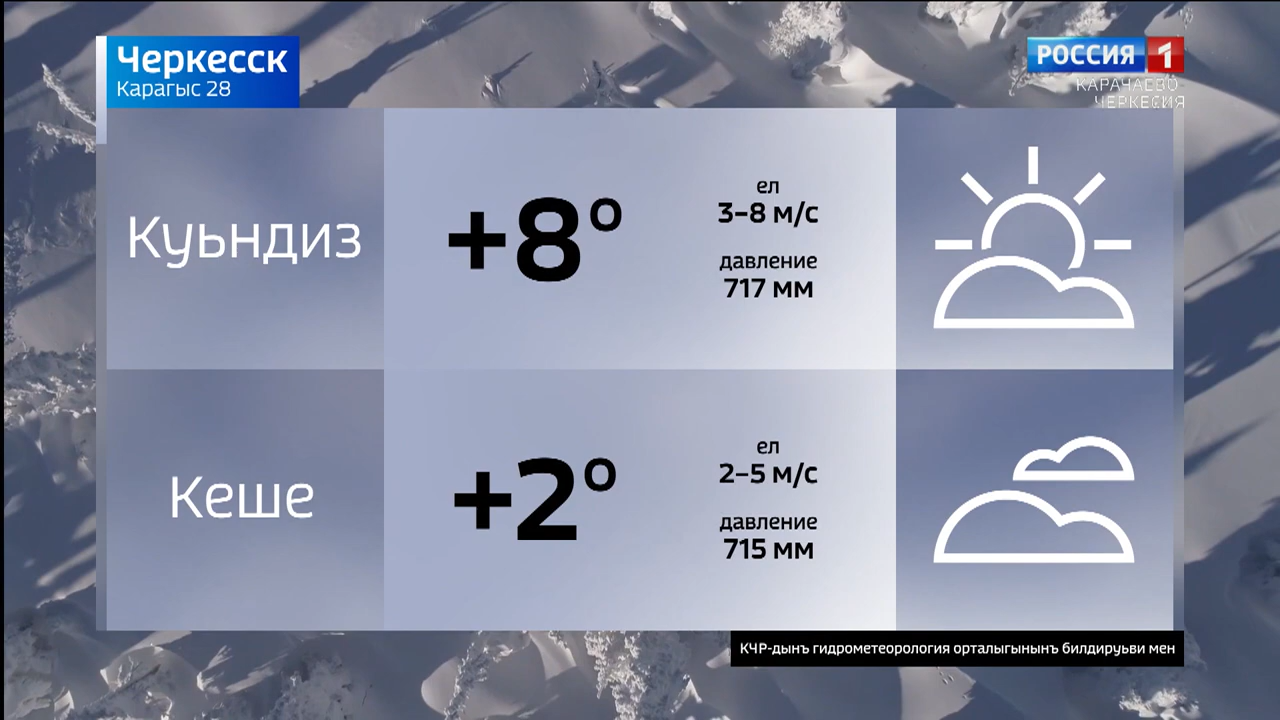 Черкесск
Карагыс 28
РОССИЯ 1
КАРАЧАЕВО
ЧЕРКЕСИЯ
Куьндиз
+8°
ел
3–8 м/с
давление
717 мм
Кеше
+2°
ел
2–5 м/с
давление
715 мм
КЧР-дынъ гидрометеорология орталыгынынъ билдируьви мен